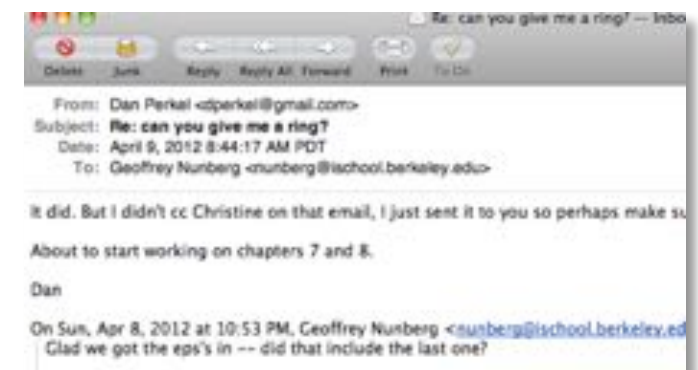 Re: can you give me a ring? — Inbo
Delete Junk Reply Reply All Forward Print To Do
From: Dan Perkel <dperkel@gmail.com>
Subject: Re: can you give me a ring?
Date: April 9, 2012 8:44:17 AM PDT
To: Geoffrey Nunberg <nunberg@ischool.berkeley.edu>
It did. But I didn't cc Christine on that email, I just sent it to you so perhaps make su
About to start working on chapters 7 and 8.
Dan
On Sun, Apr 8, 2012 at 10:53 PM, Geoffrey Nunberg <nunberg@ischool.berkeley.ed
Glad we got the eps's in -- did that include the last one?